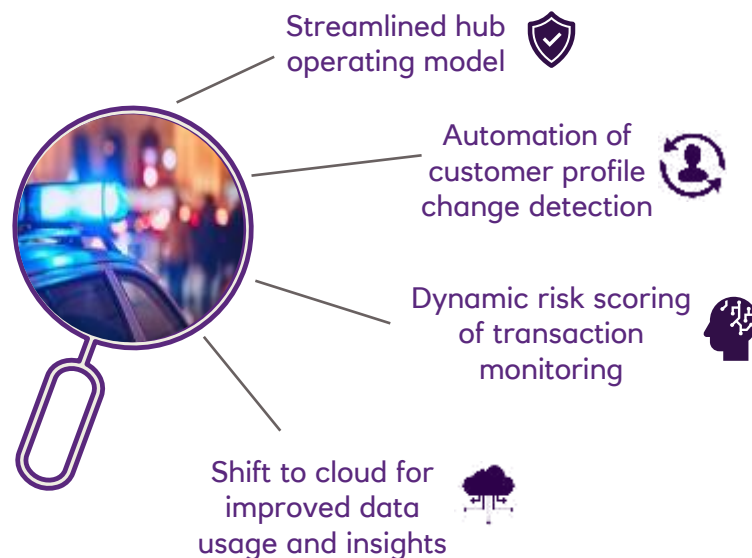 Streamlined hub
operating model
Automation of
customer profile
change detection
Dynamic risk scoring
of transaction
monitoring
Shift to cloud for
improved data
usage and insights